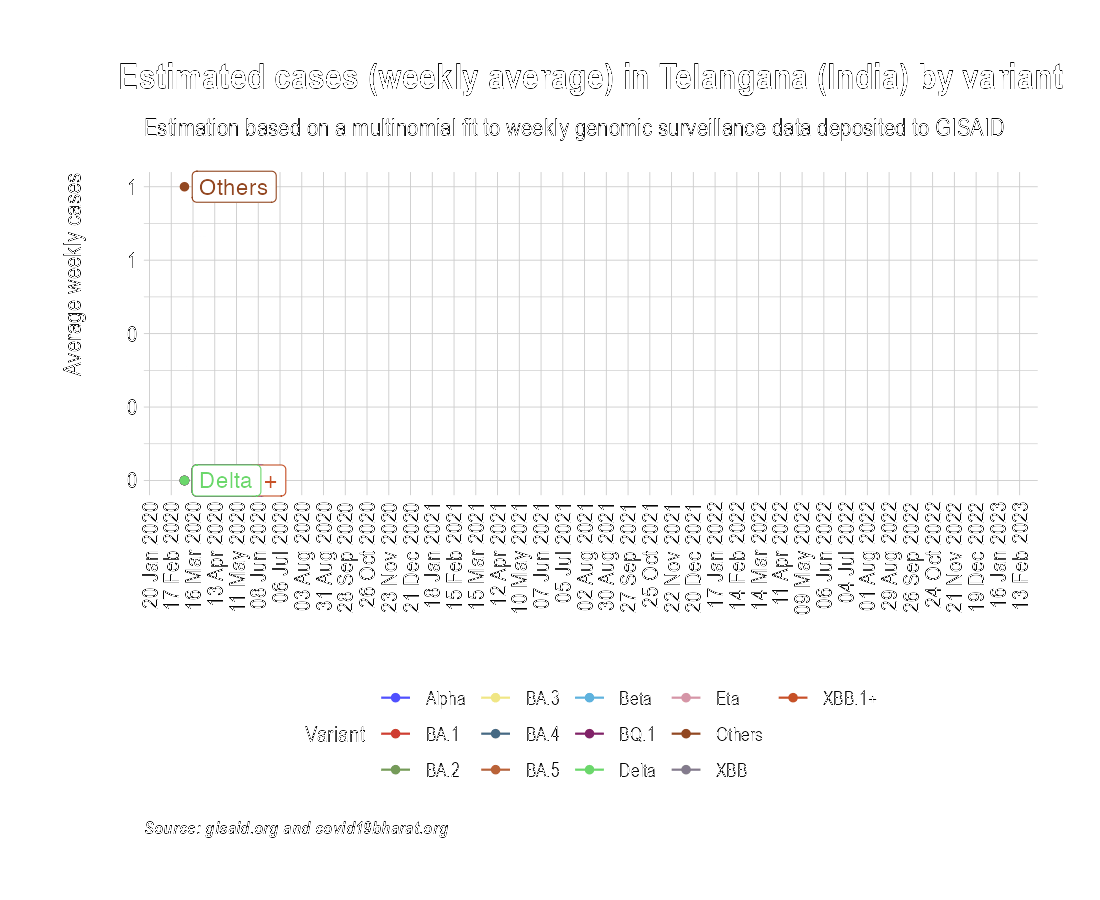 Estimated cases (weekly average) in Telangana (India) by variant
Estimation based on a multinomial fit to weekly genomic surveillance data deposited to GISAID
Average weekly cases
1
1
0
0
0
Others
Delta
+
20 Jan 2020
17 Feb 2020
16 Mar 2020
13 Apr 2020
11 May 2020
08 Jun 2020
06 Jul 2020
03 Aug 2020
31 Aug 2020
28 Sep 2020
26 Oct 2020
23 Nov 2020
21 Dec 2020
18 Jan 2021
15 Feb 2021
15 Mar 2021
12 Apr 2021
10 May 2021
07 Jun 2021
05 Jul 2021
02 Aug 2021
30 Aug 2021
27 Sep 2021
25 Oct 2021
22 Nov 2021
20 Dec 2021
17 Jan 2022
14 Feb 2022
14 Mar 2022
11 Apr 2022
09 May 2022
06 Jun 2022
04 Jul 2022
01 Aug 2022
29 Aug 2022
26 Sep 2022
24 Oct 2022
21 Nov 2022
19 Dec 2022
16 Jan 2023
13 Feb 2023
Variant
Alpha
BA.1
BA.2
BA.3
BA.4
BA.5
Beta
BQ.1
Delta
Eta
Others
XBB
XBB.1+
Source: gisaid.org and covid19bharat.org